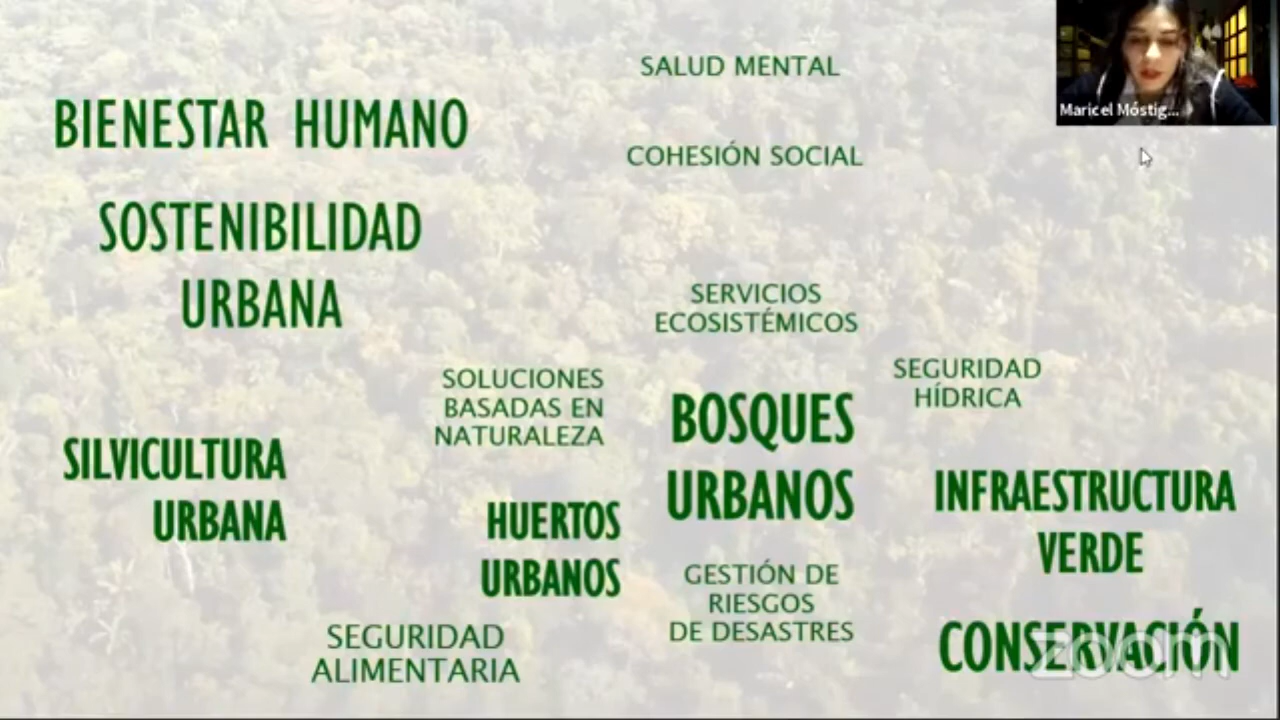 SALUD MENTAL
Maricel Móstig...
BIENESTAR HUMANO
COHESIÓN SOCIAL
SOSTENIBILIDAD
URBANA
SERVICIOS
ECOSISTÉMICOS
SOLUCIONES
BASADAS EN
NATURALEZA
SEGURIDAD
HÍDRICA
BOSQUES
URBANOS
SILVICULTURA
URBANA
HUERTOS
URBANOS
INFRAESTRUCTURA
VERDE
GESTIÓN DE
RIESGOS
DE DESASTRES
SEGURIDAD
ALIMENTARIA
CONSERVACIÓN
zoom